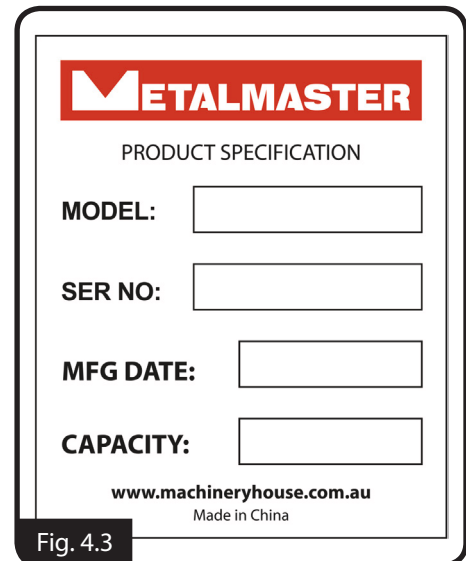 METALMASTER
PRODUCT SPECIFICATION
MODEL:
SER NO:
MFG DATE:
CAPACITY:
www.machineryhouse.com.au
Made in China
Fig. 4.3